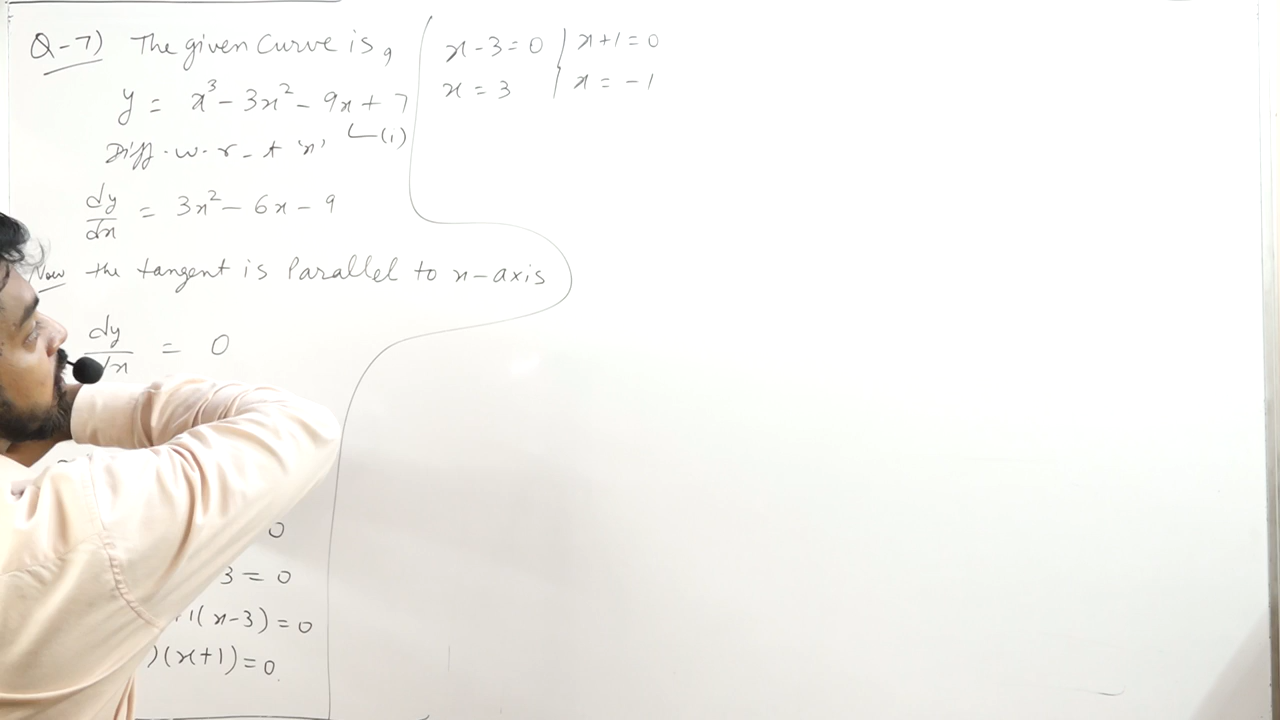 Q-7) The given curve is,
y = x³ - 3x² - 9x + 7
(i)
Diff. w. r. t 'x'
dy/dx = 3x² - 6x - 9
Now the tangent is Parallel to x-axis
dy/dx = 0
0
3 = 0
1(x-3) = 0
)(x+1) = 0
x - 3 = 0
x = 3
x + 1 = 0
x = -1